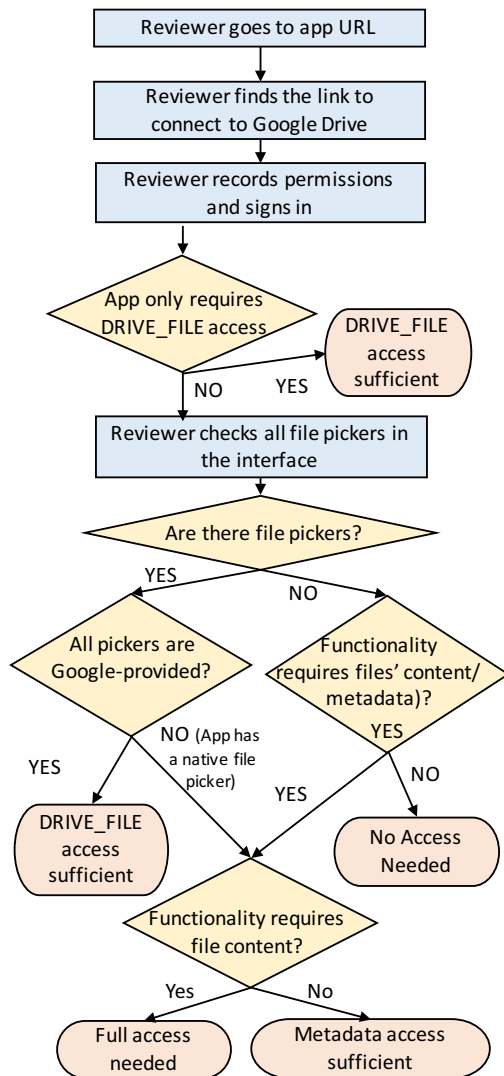 Reviewer goes to app URL
Reviewer finds the link to
connect to Google Drive
Reviewer records permissions
and signs in
App only requires
DRIVE_FILE access
DRIVE_FILE
access
sufficient
NO
YES
Reviewer checks all file pickers in
the interface
Are there file pickers?
YES
NO
All pickers are
Google-provided?
Functionality
requires files' content/
metadata)?
YES
NO (App has
a native file
picker)
YES
YES
NO
DRIVE_FILE
access
sufficient
No Access
Needed
Functionality requires
file content?
Yes
No
Full access
needed
Metadata access
sufficient